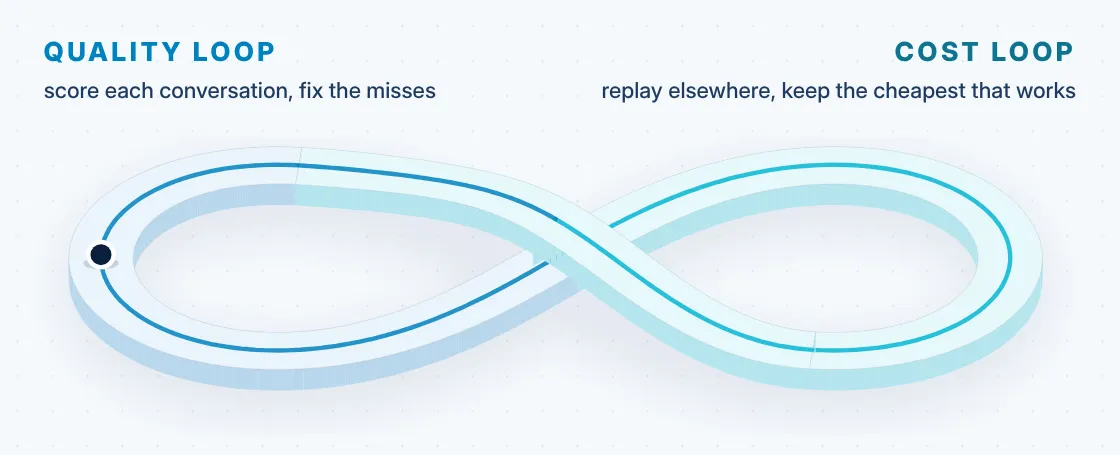 QUALITY LOOP
score each conversation, fix the misses
COST LOOP
replay elsewhere, keep the cheapest that works